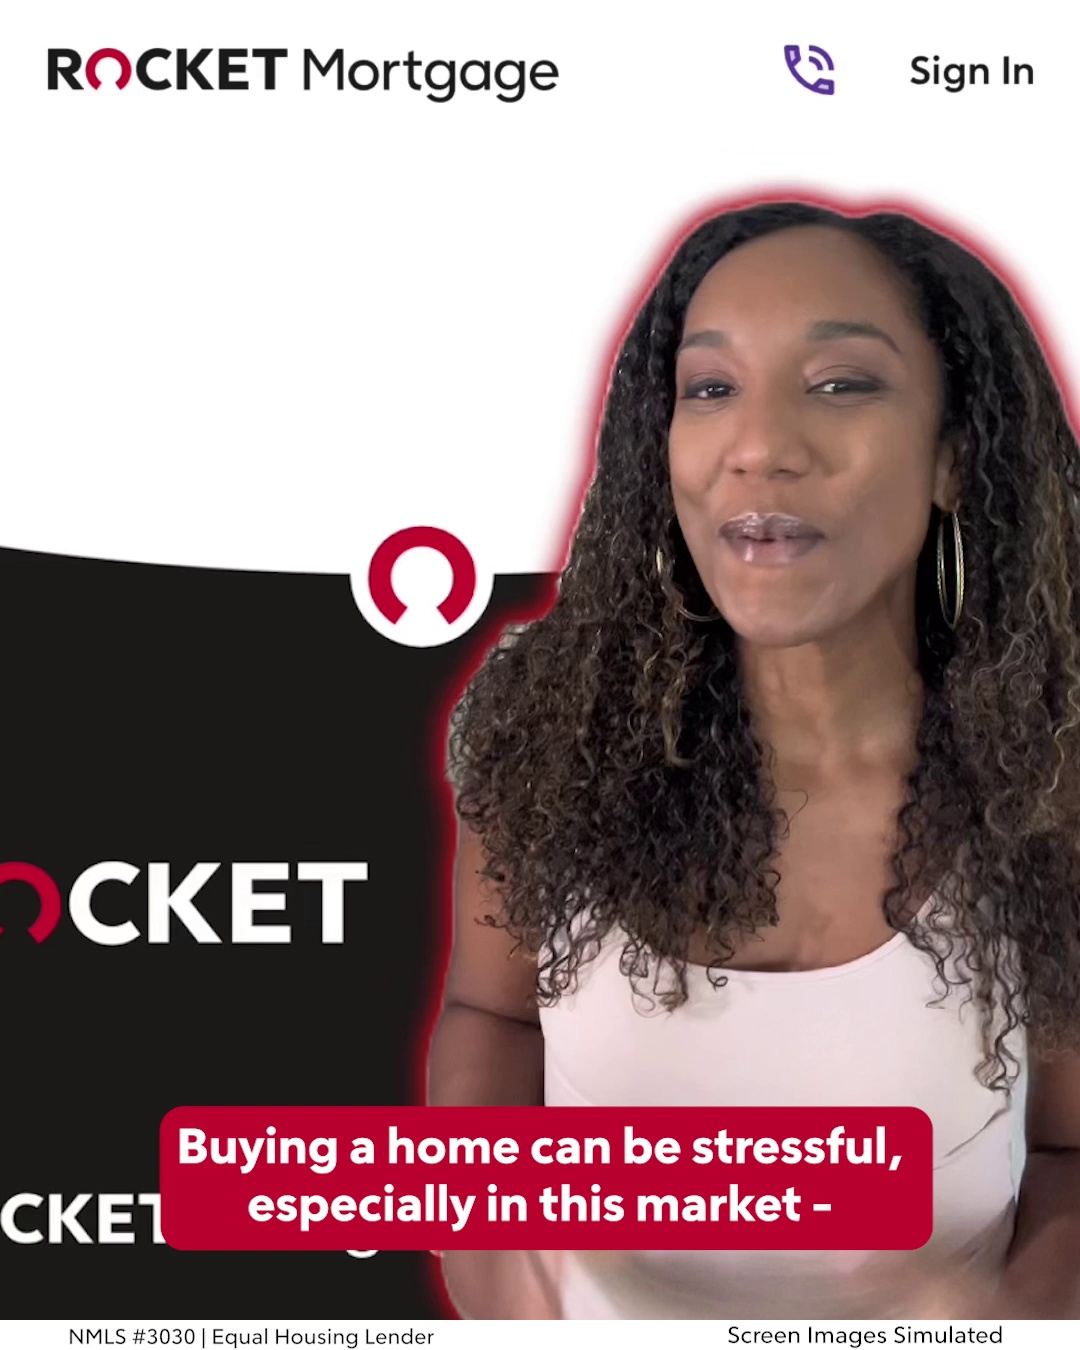 ROCKET Mortgage
Sign In
OCKET
CKET
Buying a home can be stressful,
especially in this market -
NMLS #3030 | Equal Housing Lender
Screen Images Simulated